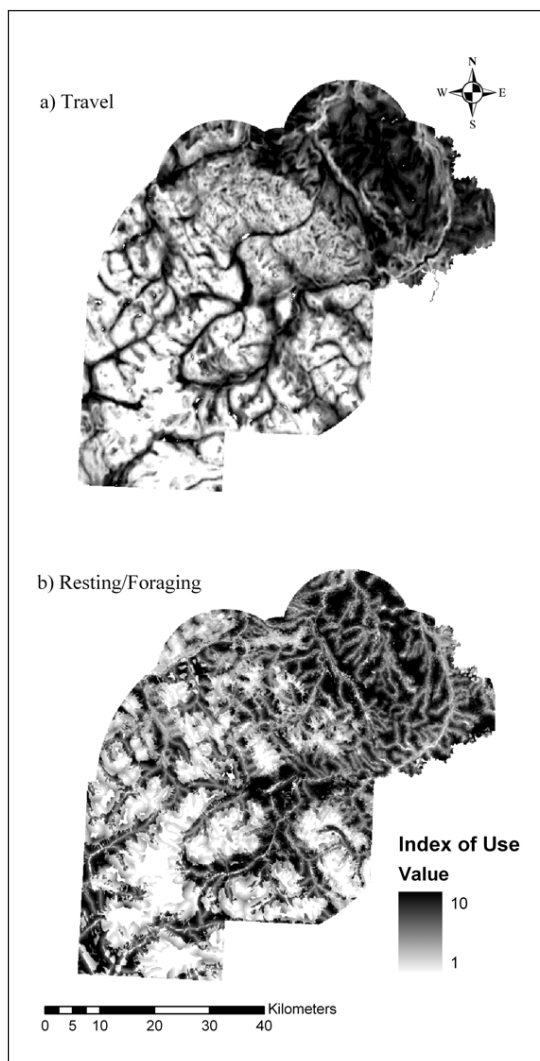 N
W E
S
a) Travel
b) Resting/Foraging
Index of Use
Value
10
1
Kilometers
0 5 10 20 30 40